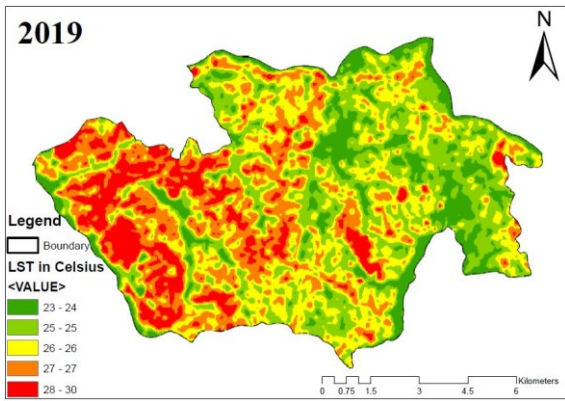 2019
N
Legend
Boundary
LST in Celsius
<VALUE>
23 - 24
25 - 25
26 - 26
27 - 27
28 - 30
Kilometers
0 0.75 1.5 3 4.5 6